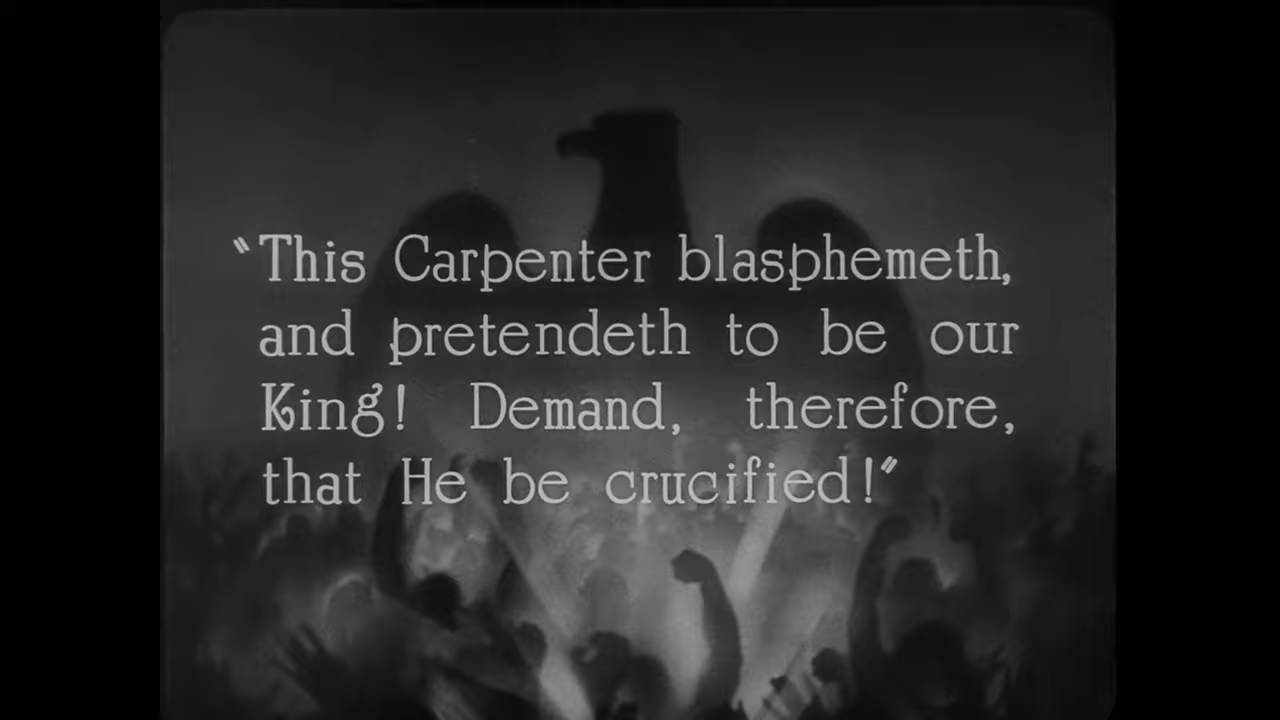 "This Carpenter blasphemeth,
and pretendeth to be our
King! Demand, therefore,
that He be crucified!"